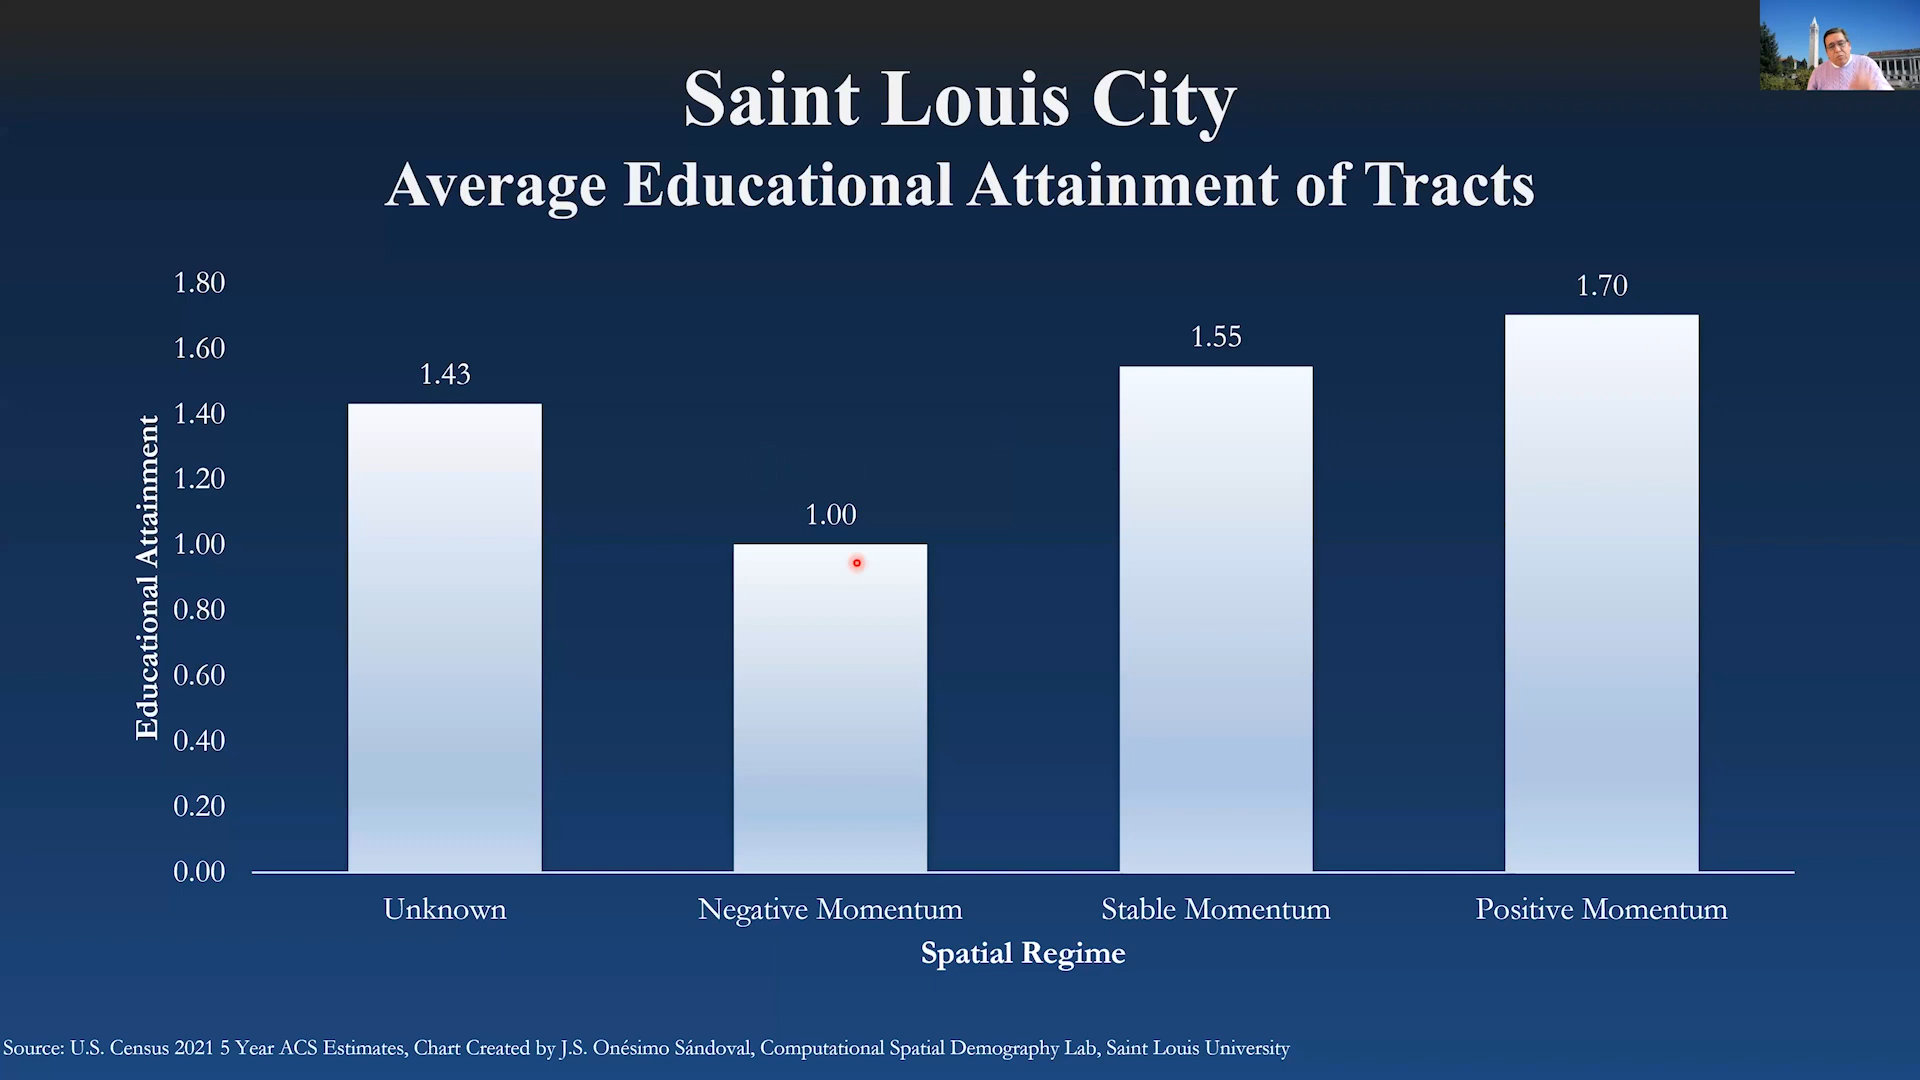 Saint Louis City
Average Educational Attainment of Tracts
Educational Attainment
1.80
1.60
1.40
1.20
1.00
0.80
0.60
0.40
0.20
0.00
1.43
1.00
1.55
1.70
Unknown
Negative Momentum
Stable Momentum
Positive Momentum
Spatial Regime
Source: U.S. Census 2021 5 Year ACS Estimates, Chart Created by J.S. Onésimo Sándoval, Computational Spatial Demography Lab, Saint Louis University